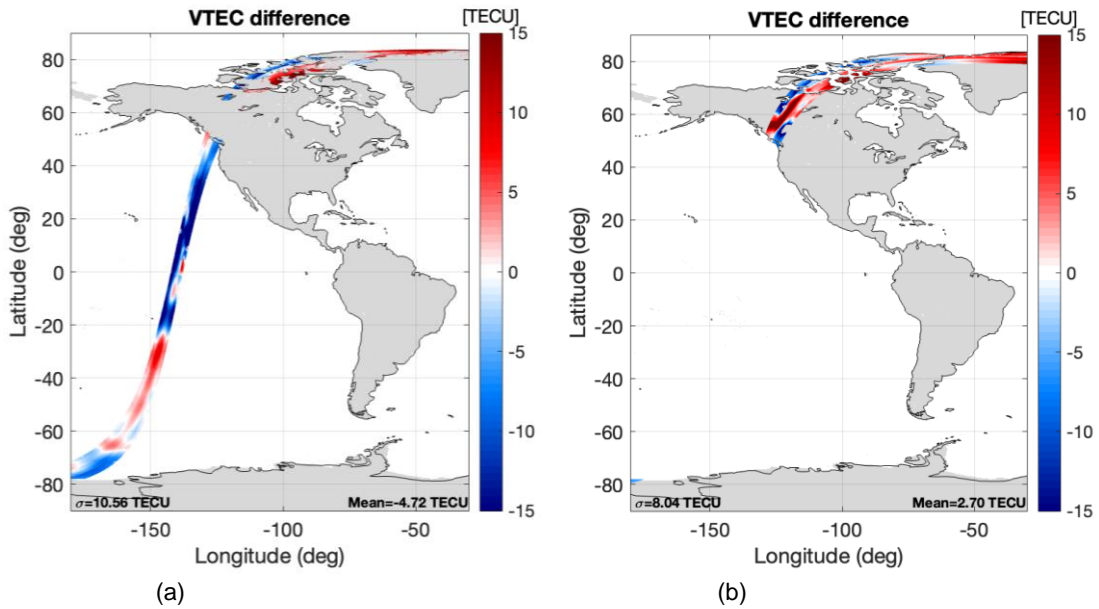 VTEC difference
[TECU]
80
60
40
20
0
-20
-40
-60
-80
Latitude (deg)
-150
-100
-50
Longitude (deg)
σ=10.56 TECU
Mean=-4.72 TECU
15
10
5
0
-5
-10
-15
(a)
VTEC difference
[TECU]
80
60
40
20
0
-20
-40
-60
-80
Latitude (deg)
-150
-100
-50
Longitude (deg)
σ=8.04 TECU
Mean=2.70 TECU
15
10
5
0
-5
-10
-15
(b)